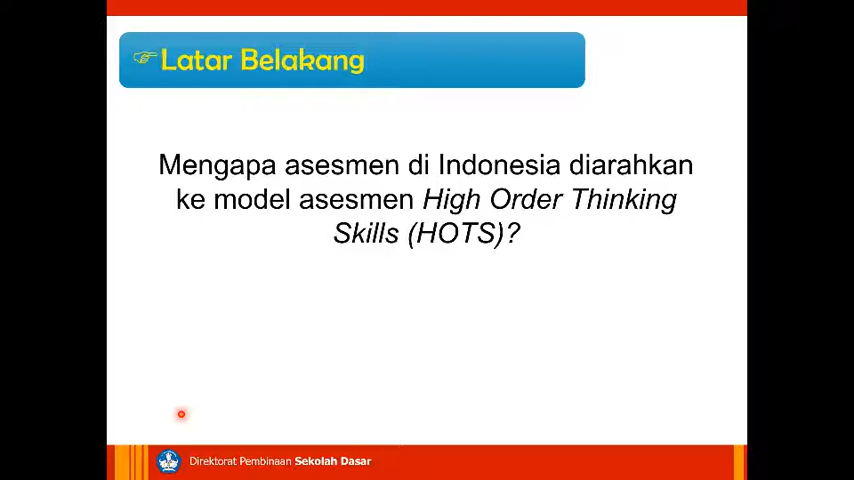 ☞Latar Belakang
Mengapa asesmen di Indonesia diarahkan
ke model asesmen High Order Thinking
Skills (HOTS)?
Direktorat Pembinaan Sekolah Dasar